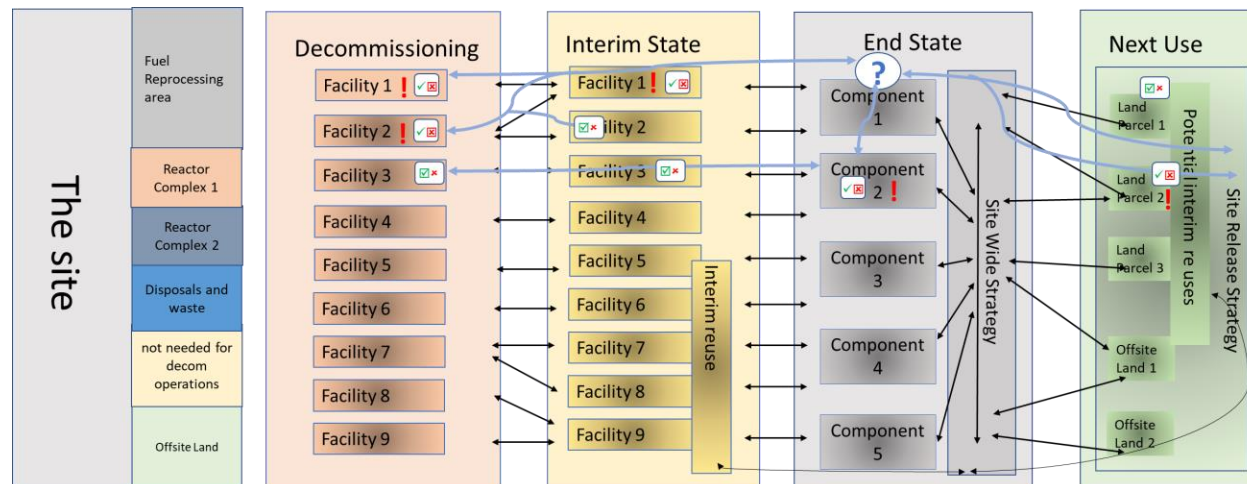 The site
Fuel
Reprocessing
area
Reactor
Complex 1
Reactor
Complex 2
Disposals and
waste
not needed for
decom
operations
Offsite Land
Decommissioning
Facility 1 !
Facility 2 !
Facility 3
Facility 4
Facility 5
Facility 6
Facility 7
Facility 8
Facility 9
Interim State
Facility 1 !
Facility 2
Facility 3
Facility 4
Facility 5
Facility 6
Facility 7
Facility 8
Facility 9
Interim reuse
End State
?
Component
1
Component
2 !
Component
3
Component
4
Component
5
Site Wide Strategy
Next Use
Land
Parcel 1
Land
Parcel 2 !
Land
Parcel 3
Offsite
Land 1
Offsite
Land 2
Potential interim re uses
Site Release Strategy